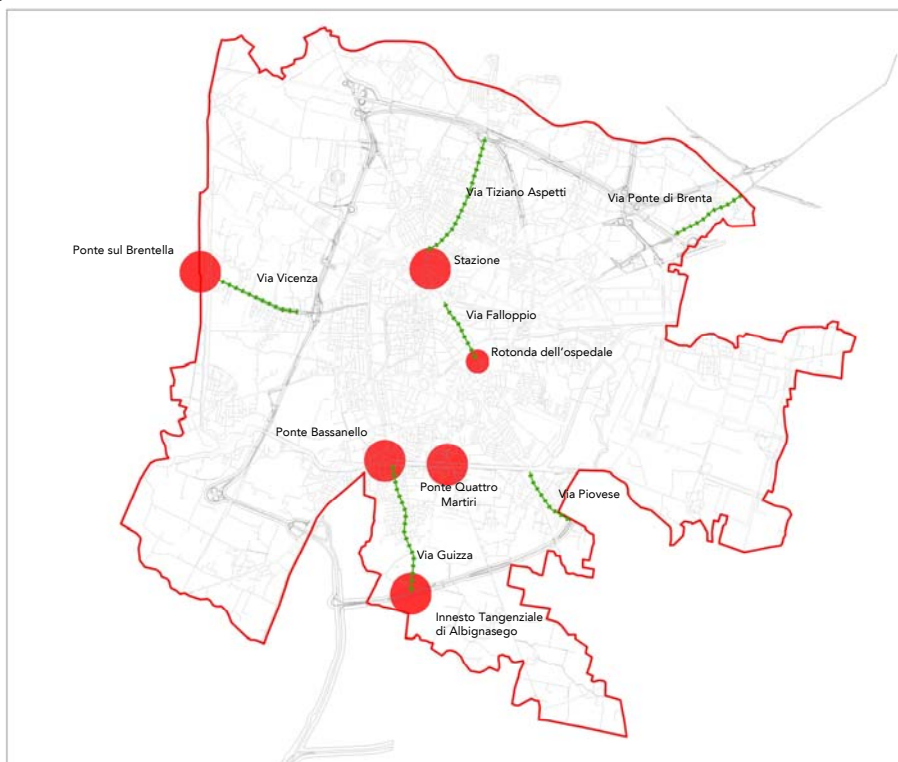 Via Tiziano Aspetti
Via Ponte di Brenta
Ponte sul Brentella
Stazione
Via Vicenza
Via Falloppio
Rotonda dell'ospedale
Ponte Bassanello
Ponte Quattro
Martiri
Via Piovese
Via Guizza
Innesto Tangenziale
di Albignasego